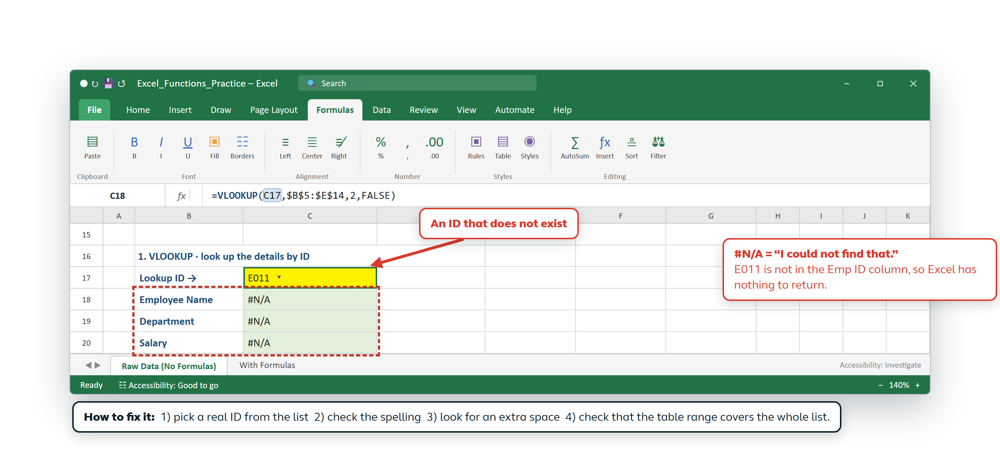 Excel_Functions_Practice – Excel
Search
File Home Insert Draw Page Layout Formulas Data Review View Automate Help
B I U % , .00 ∑ ƒx
Paste B I U Fill Borders Left Center Right % , .00 Rules Table Styles AutoSum Insert Sort Filter
Clipboard Font Alignment Number Styles Editing
C18 fx =VLOOKUP(C17,$B$5:$E$14,2,FALSE)
A B C F G H I J K
An ID that does not exist
15
16 1. VLOOKUP · look up the details by ID
#N/A = “I could not find that.”
E011 is not in the Emp ID column, so Excel has
nothing to return.
17 Lookup ID → E011 ▼
18 Employee Name #N/A
19 Department #N/A
20 Salary #N/A
◀ ▶ Raw Data (No Formulas) With Formulas Accessibility: Investigate
Ready Accessibility: Good to go − 140% +
How to fix it: 1) pick a real ID from the list 2) check the spelling 3) look for an extra space 4) check that the table range covers the whole list.